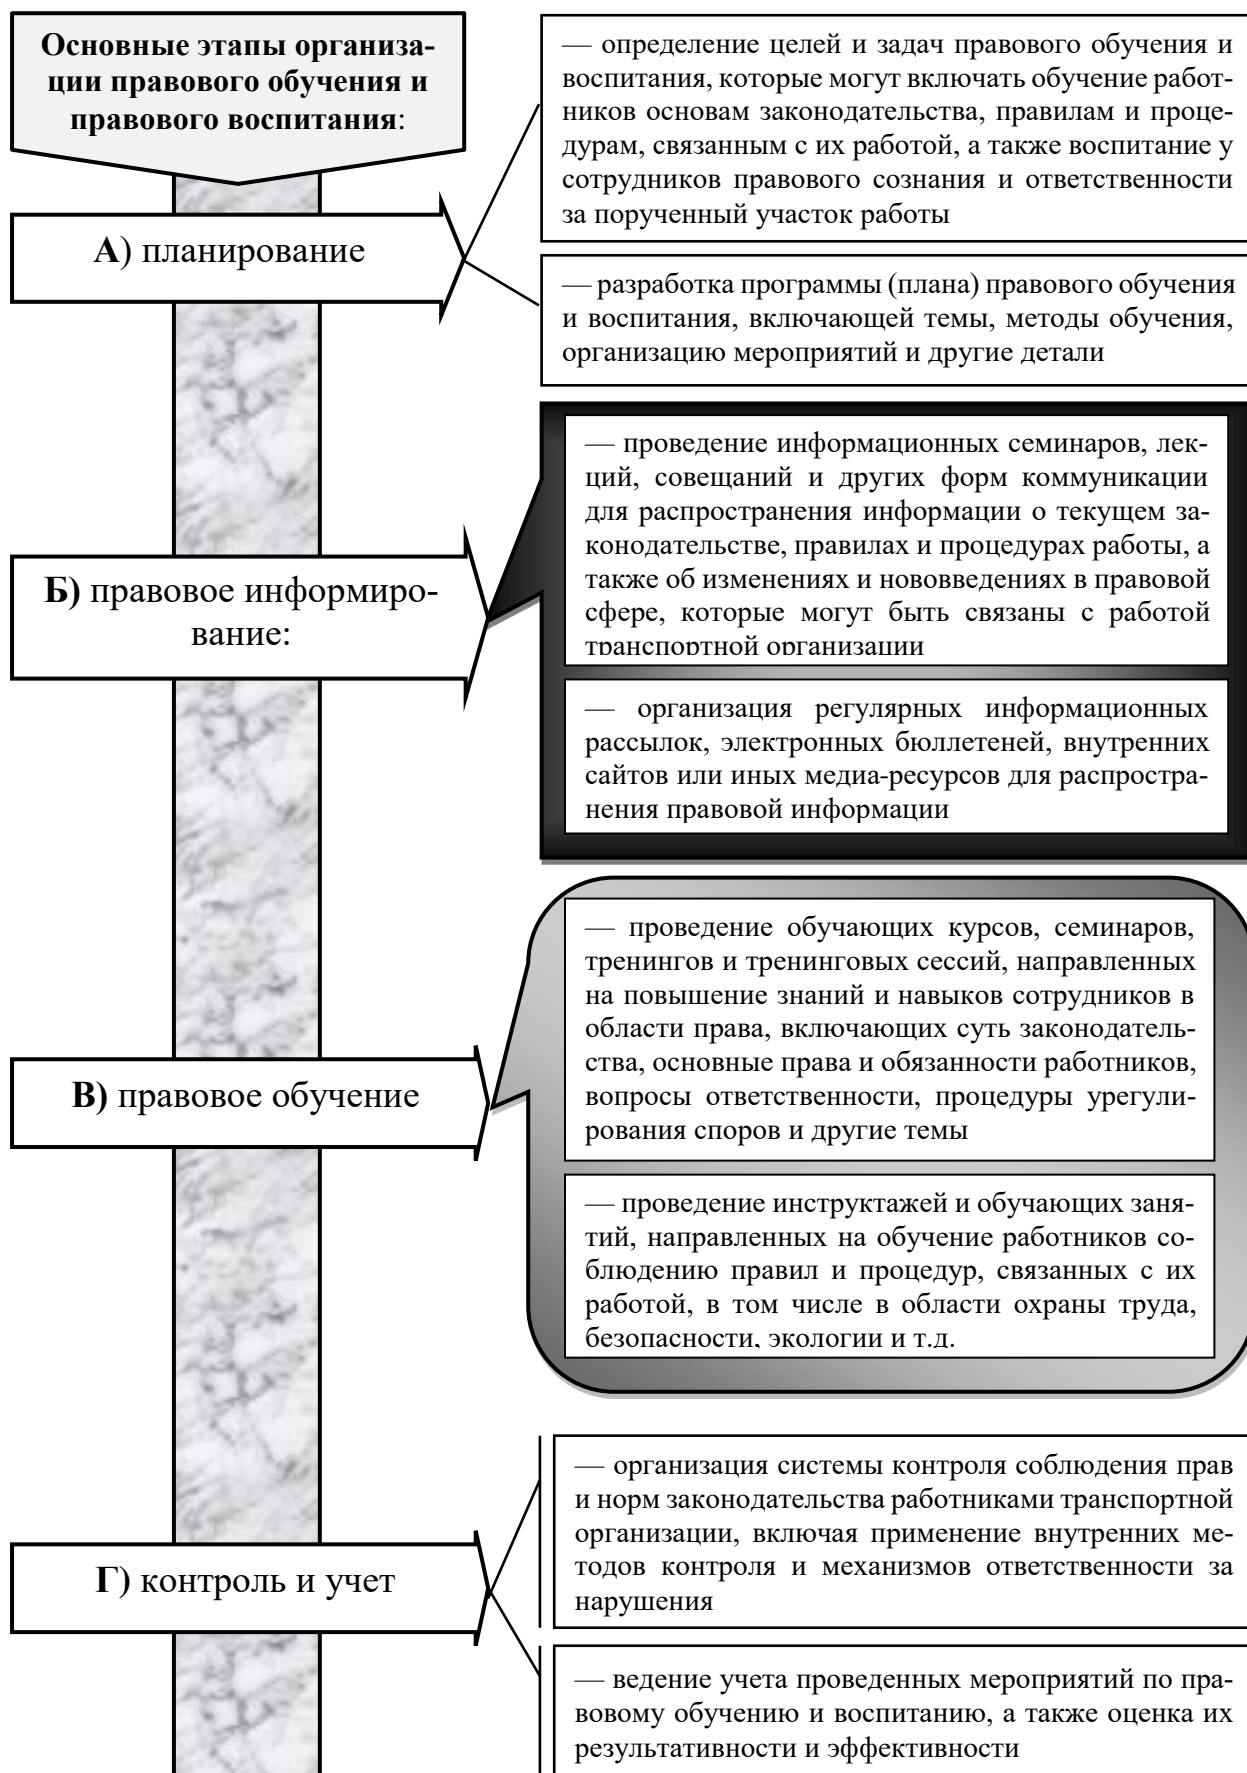 Основные этапы организа-
ции правового обучения и
правового воспитания:
— определение целей и задач правового обучения и
воспитания, которые могут включать обучение работ-
ников основам законодательства, правилам и проце-
дурам, связанным с их работой, а также воспитание у
сотрудников правового сознания и ответственности
за порученный участок работы
А) планирование
— разработка программы (плана) правового обучения
и воспитания, включающей темы, методы обучения,
организацию мероприятий и другие детали
— проведение информационных семинаров, лек-
ций, совещаний и других форм коммуникации
для распространения информации о текущем за-
конодательстве, правилах и процедурах работы, а
также об изменениях и нововведениях в правовой
сфере, которые могут быть связаны с работой
транспортной организации
Б) правовое информиро-
вание:
— организация регулярных информационных
рассылок, электронных бюллетеней, внутренних
сайтов или иных медиа-ресурсов для распростра-
нения правовой информации
— проведение обучающих курсов, семинаров,
тренингов и тренинговых сессий, направленных
на повышение знаний и навыков сотрудников в
области права, включающих суть законодатель-
ства, основные права и обязанности работников,
вопросы ответственности, процедуры урегули-
рования споров и другие темы
В) правовое обучение
— проведение инструктажей и обучающих заня-
тий, направленных на обучение работников со-
блюдению правил и процедур, связанных с их
работой, в том числе в области охраны труда,
безопасности, экологии и т.д.
— организация системы контроля соблюдения прав
и норм законодательства работниками транспортной
организации, включая применение внутренних ме-
тодов контроля и механизмов ответственности за
нарушения
Г) контроль и учет
— ведение учета проведенных мероприятий по пра-
вовому обучению и воспитанию, а также оценка их
результативности и эффективности